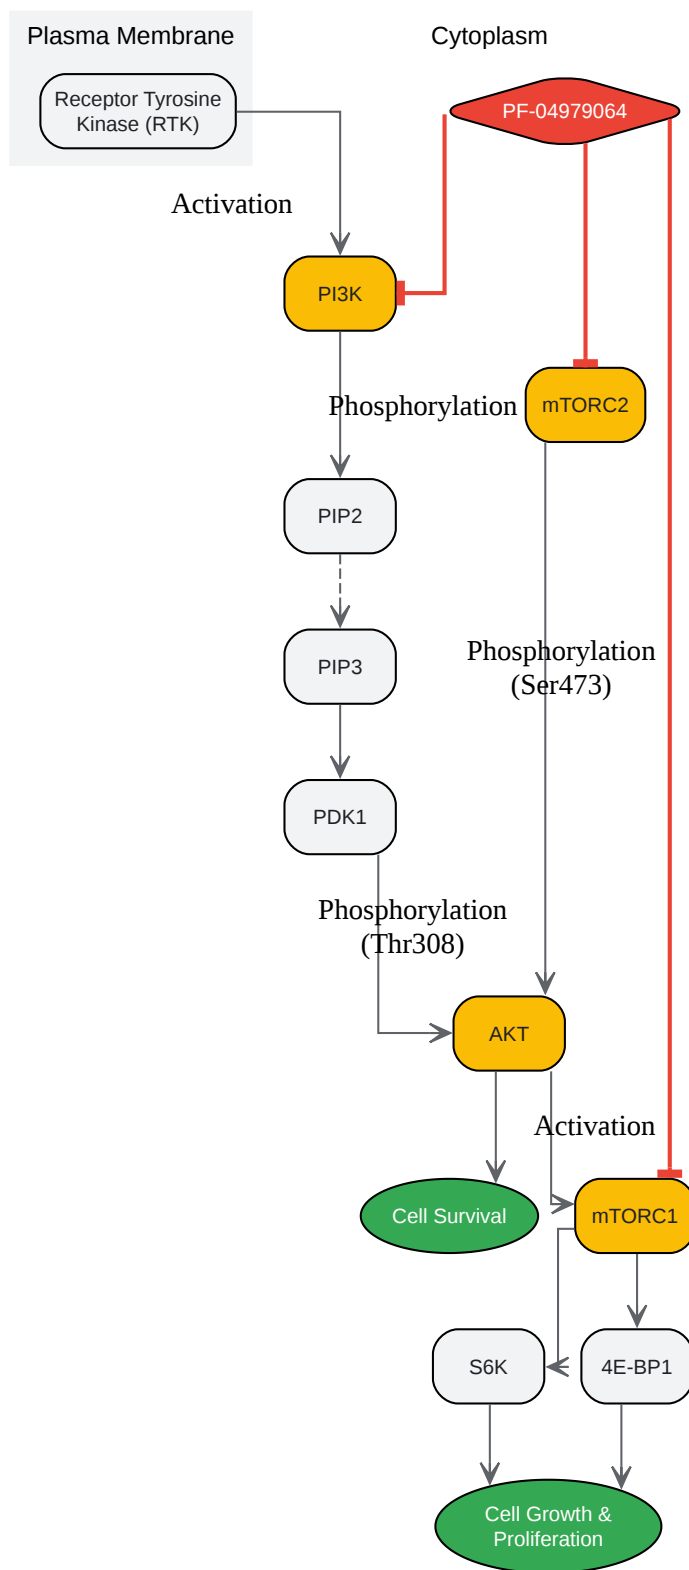 Plasma Membrane
Cytoplasm
Receptor Tyrosine
Kinase (RTK)
PF-04979064
Activation
PI3K
Phosphorylation
mTORC2
PIP2
Phosphorylation
(Ser473)
PIP3
PDK1
Phosphorylation
(Thr308)
AKT
Activation
Cell Survival
mTORC1
S6K
4E-BP1
Cell Growth &
Proliferation